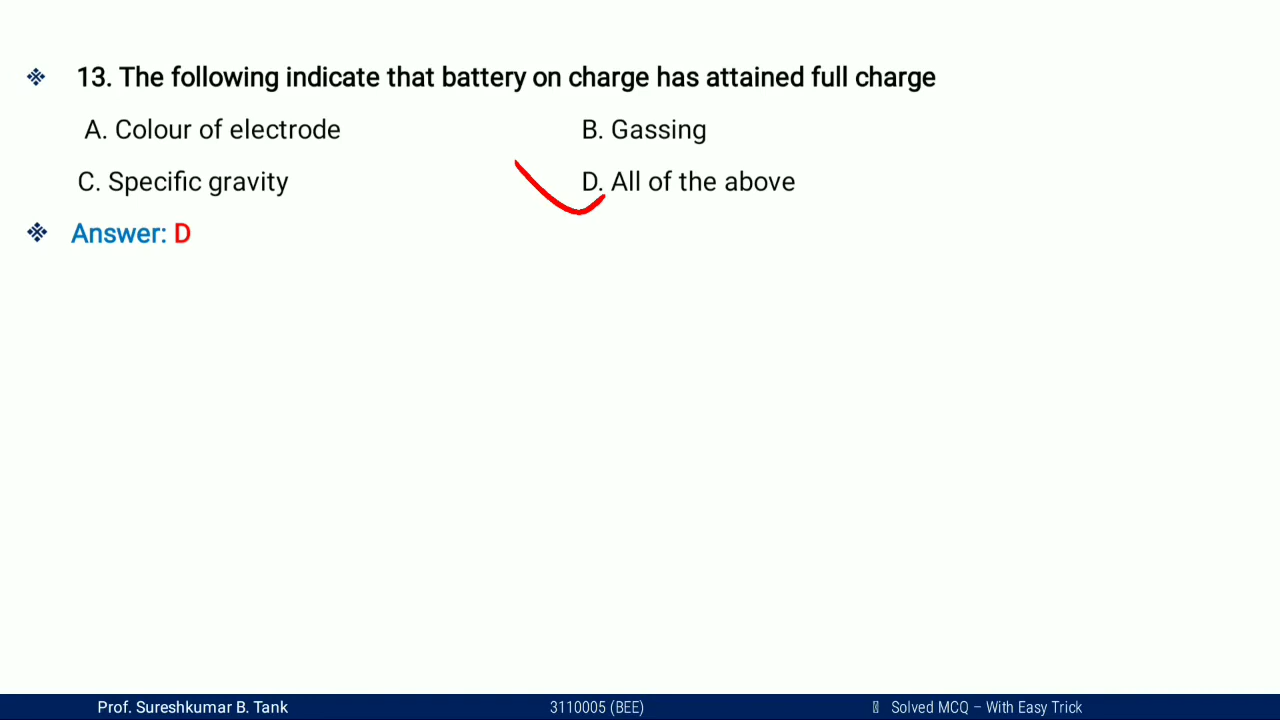 ❖ 13. The following indicate that battery on charge has attained full charge
A. Colour of electrode B. Gassing
C. Specific gravity D. All of the above
❖ Answer: D
Prof. Sureshkumar B. Tank 3110005 (BEE) Solved MCQ – With Easy Trick